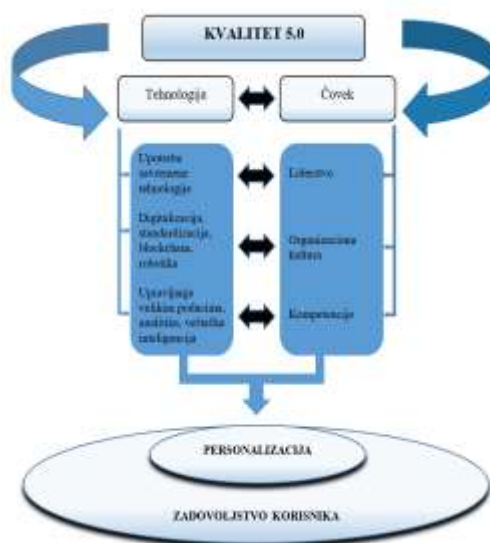 KVALITET 5.0
Tehnologija
Čovek
Upotreba
savremene
tehnologije
Liderstvo
Digitalizacija,
standardizacija,
blockchain,
robotika
Organizaciona
kultura
Upravljanje
velikim podacima,
analitika, veštačka
inteligencija
Kompetencije
PERSONALIZACIJA
ZADOVOLJSTVO KORISNIKA